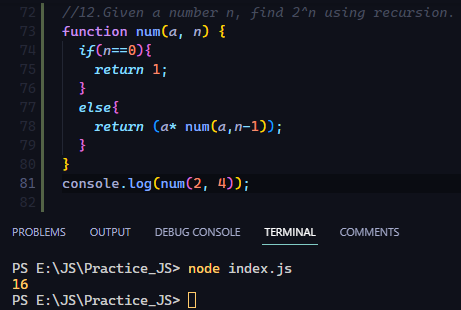 72 //12.Given a number n, find 2^n using recursion.
73 function num(a, n) {
74 if(n==0){
75 return 1;
76 }
77 else{
78 return (a* num(a,n-1));
79 }
80 }
81 console.log(num(2, 4));
82
PROBLEMS OUTPUT DEBUG CONSOLE TERMINAL COMMENTS
PS E:\JS\Practice_JS> node index.js
16
PS E:\JS\Practice_JS>